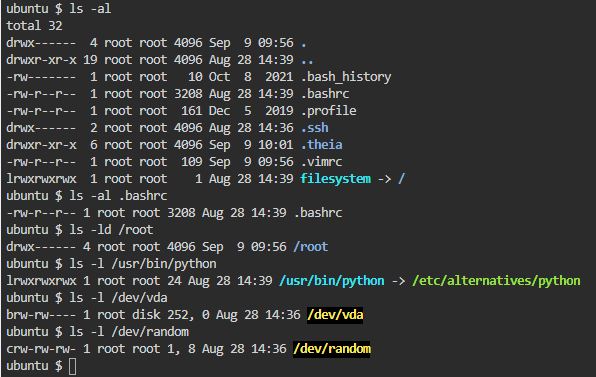 ubuntu $ ls -al
total 32
drwx------  4 root root 4096 Sep  9 09:56 .
drwxr-xr-x 19 root root 4096 Aug 28 14:39 ..
-rw-------  1 root root   10 Oct  8  2021 .bash_history
-rw-r--r--  1 root root 3208 Aug 28 14:39 .bashrc
-rw-r--r--  1 root root  161 Dec  5  2019 .profile
drwx------  2 root root 4096 Aug 28 14:36 .ssh
drwxr-xr-x  6 root root 4096 Sep  9 10:01 .theia
-rw-r--r--  1 root root  109 Sep  9 09:56 .vimrc
lrwxrwxrwx  1 root root    1 Aug 28 14:39 filesystem -> /
ubuntu $ ls -al .bashrc
-rw-r--r-- 1 root root 3208 Aug 28 14:39 .bashrc
ubuntu $ ls -ld /root
drwx------ 4 root root 4096 Sep  9 09:56 /root
ubuntu $ ls -l /usr/bin/python
lrwxrwxrwx 1 root root 24 Aug 28 14:39 /usr/bin/python -> /etc/alternatives/python
ubuntu $ ls -l /dev/vda
brw-rw---- 1 root disk 252, 0 Aug 28 14:36 /dev/vda
ubuntu $ ls -l /dev/random
crw-rw-rw- 1 root root 1, 8 Aug 28 14:36 /dev/random
ubuntu $